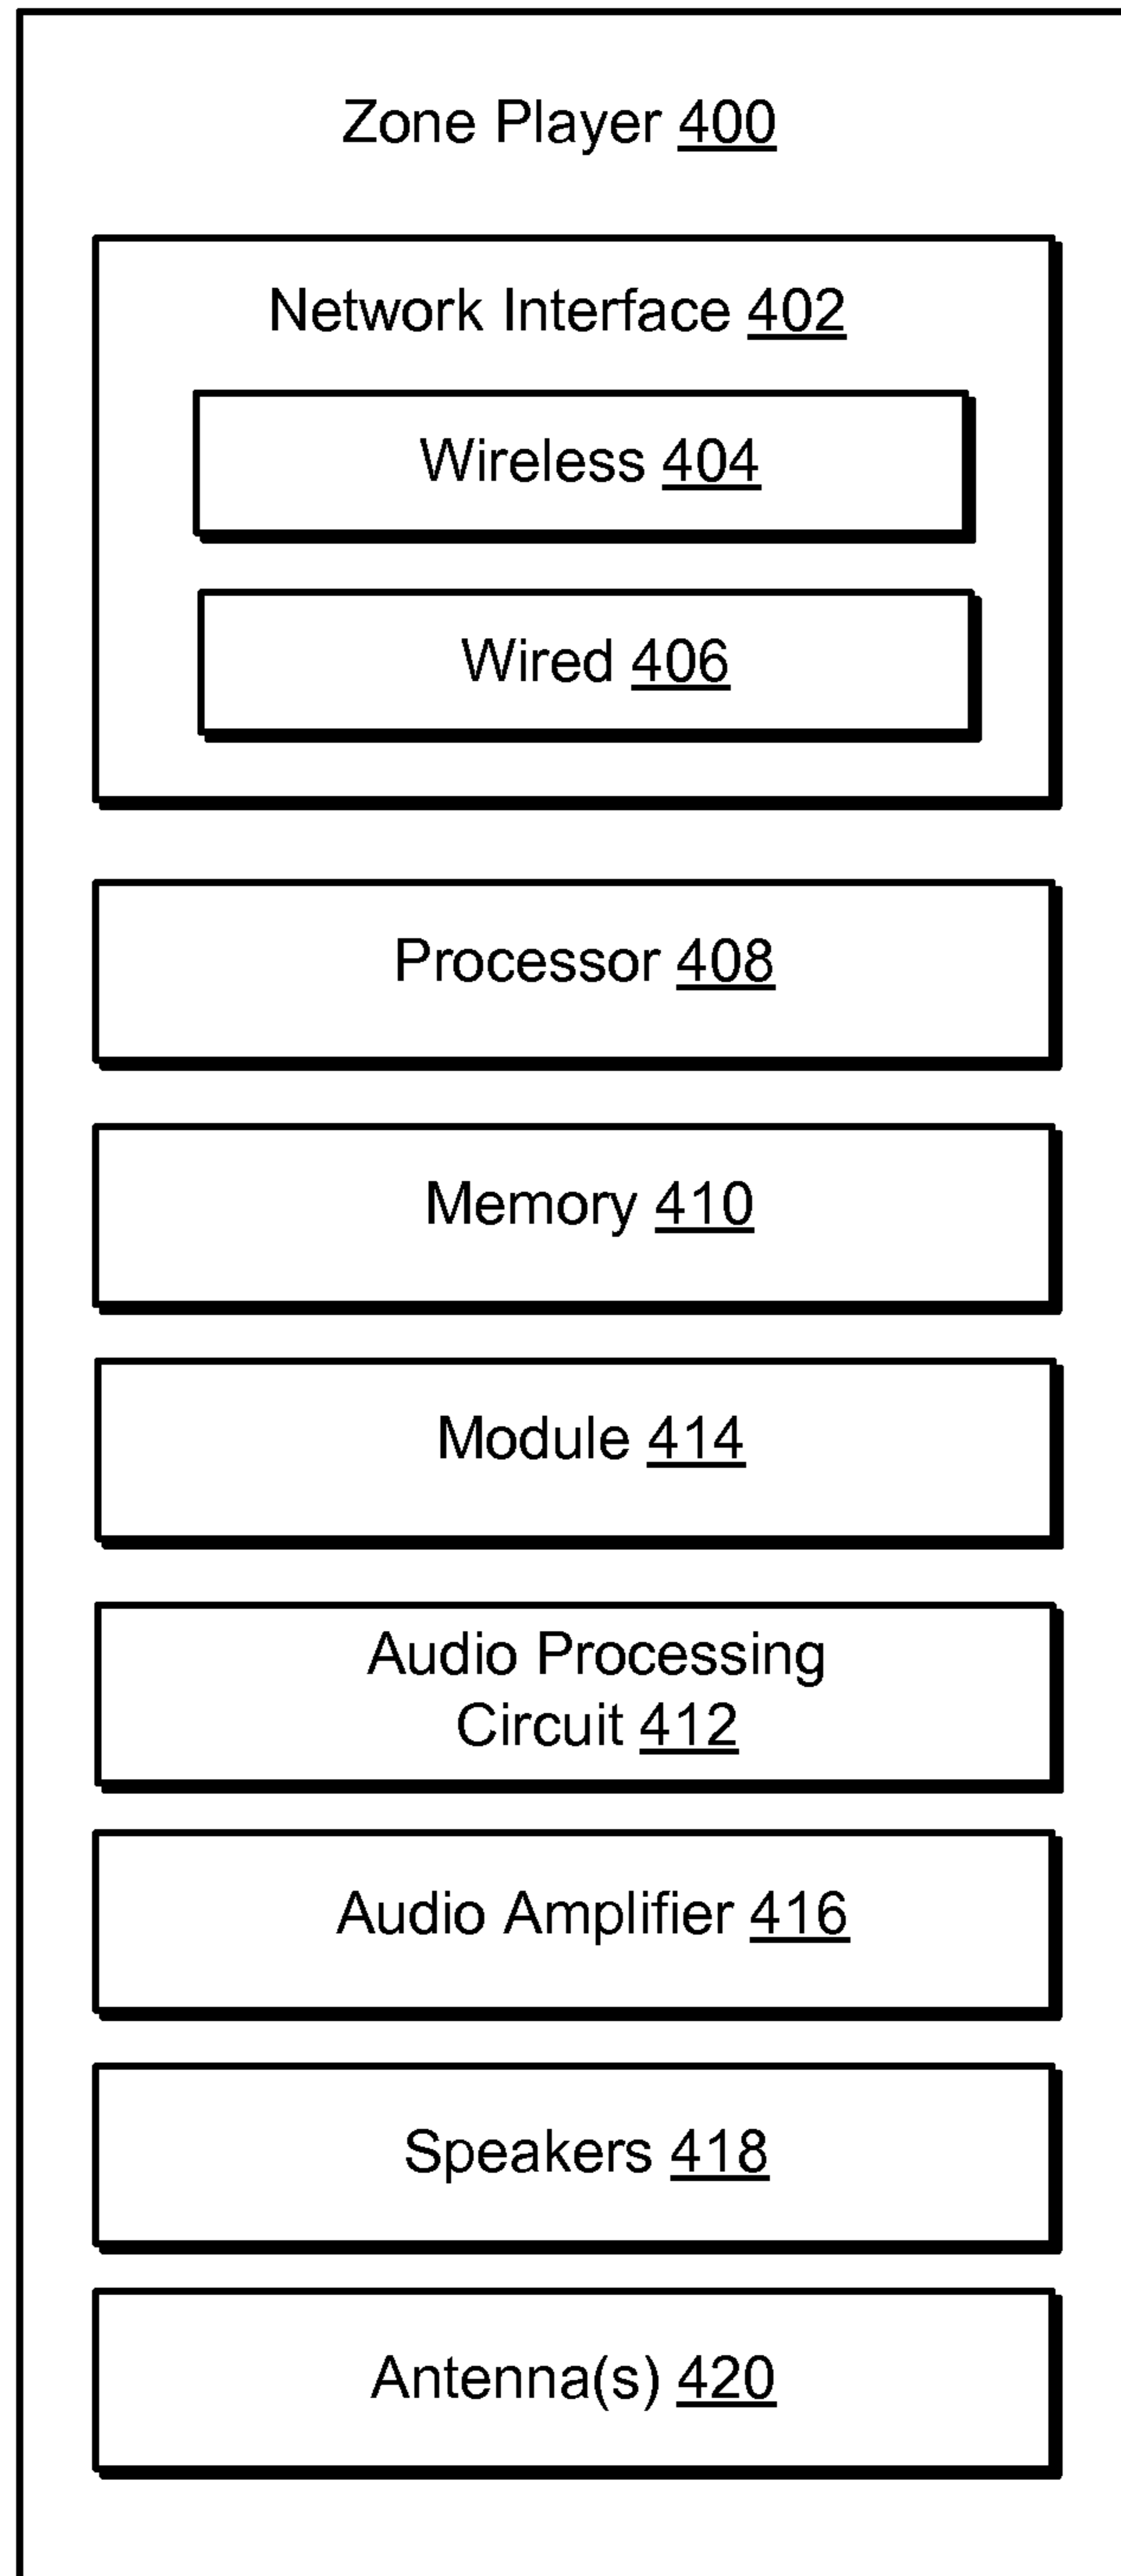 Zone Player 400
Network Interface 402
Wireless 404
Wired 406
Processor 408
Memory 410
Module 414
Audio Processing
Circuit 412
Audio Amplifier 416
Speakers 418
Antenna(s) 420